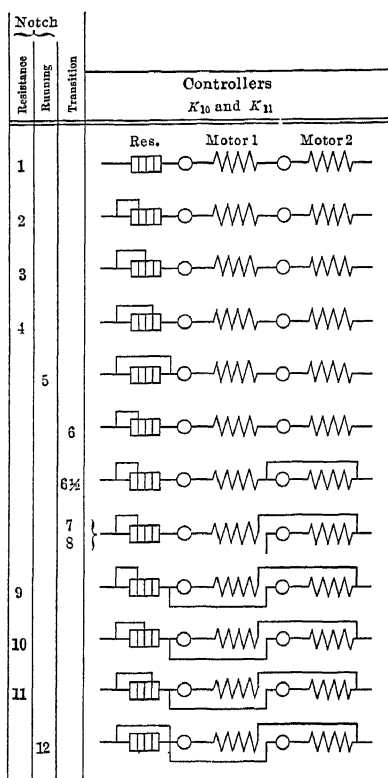 Notch
Resistance
Running
Transition
Controllers
K10 and K11
Res. Motor 1 Motor 2
1
2
3
4
5
6
6½
7
8
9
10
11
12